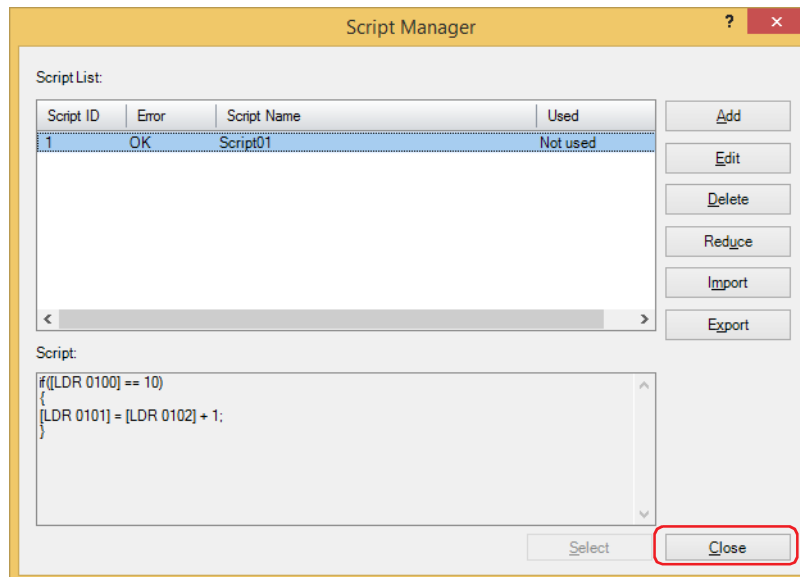 Script Manager
?
Script List:
Script ID Error Script Name Used
1 OK Script01 Not used
Add
Edit
Delete
Reduce
Import
Export
Script:
if([LDR 0100] == 10)
{
[LDR 0101] = [LDR 0102] + 1;
}
Select
Close